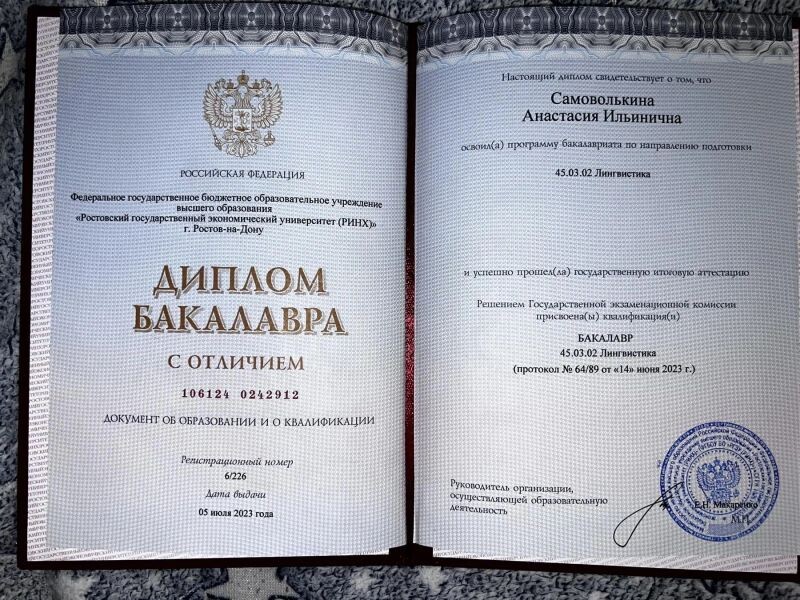 РОССИЙСКАЯ ФЕДЕРАЦИЯ
Федеральное государственное бюджетное образовательное учреждение
высшего образования
«Ростовский государственный экономический университет (РИНХ)»
г. Ростов-на-Дону
ДИПЛОМ
БАКАЛАВРА
С ОТЛИЧИЕМ
106124 0242912
ДОКУМЕНТ ОБ ОБРАЗОВАНИИ И О КВАЛИФИКАЦИИ
Регистрационный номер
6/226
Дата выдачи
05 июля 2023 года
Настоящий диплом свидетельствует о том, что
Самоволькина
Анастасия Ильинична
освоил(а) программу бакалавриата по направлению подготовки
45.03.02 Лингвистика
и успешно прошел(ла) государственную итоговую аттестацию
Решением Государственной экзаменационной комиссии
присвоена(ы) квалификация(и)
БАКАЛАВР
45.03.02 Лингвистика
(протокол № 64/89 от «14» июня 2023 г.)
Руководитель организации,
осуществляющей образовательную
деятельность
Е.Н. Макаренко
М.П.